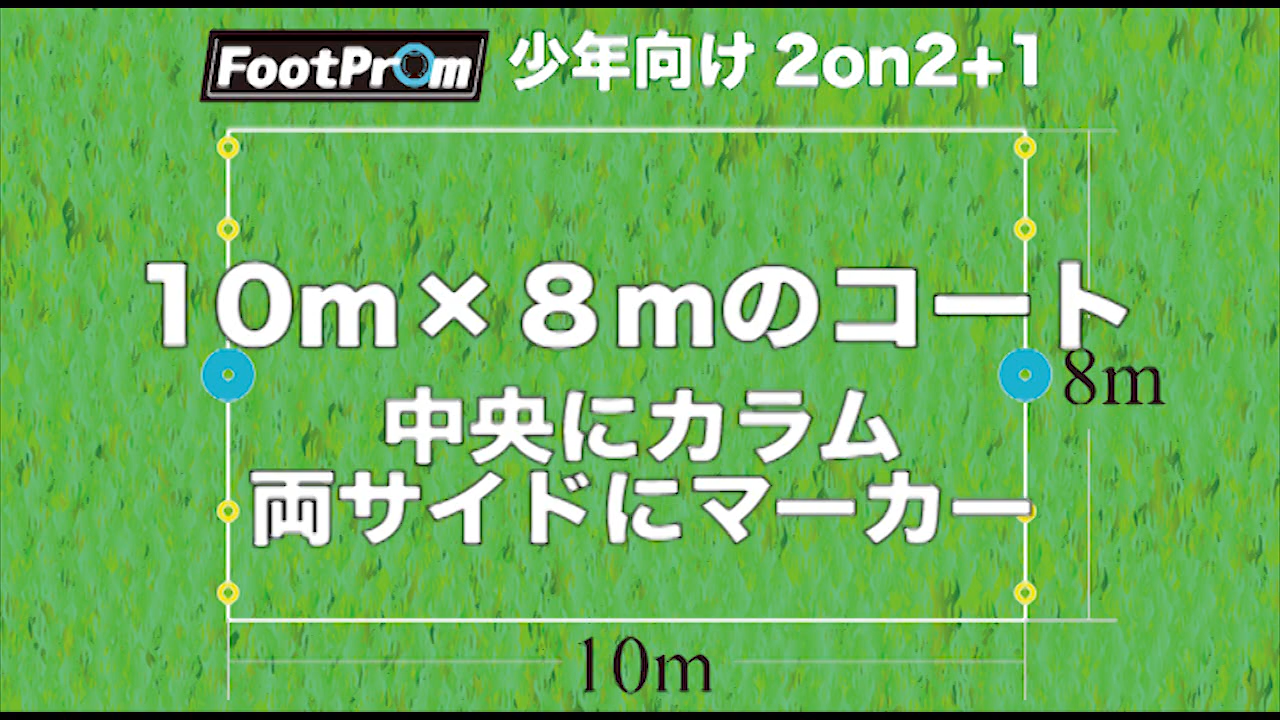 FootProm 少年向け 2on2+1
10m×８mのコート
8m
中央にカラム
両サイドにマーカー
10m